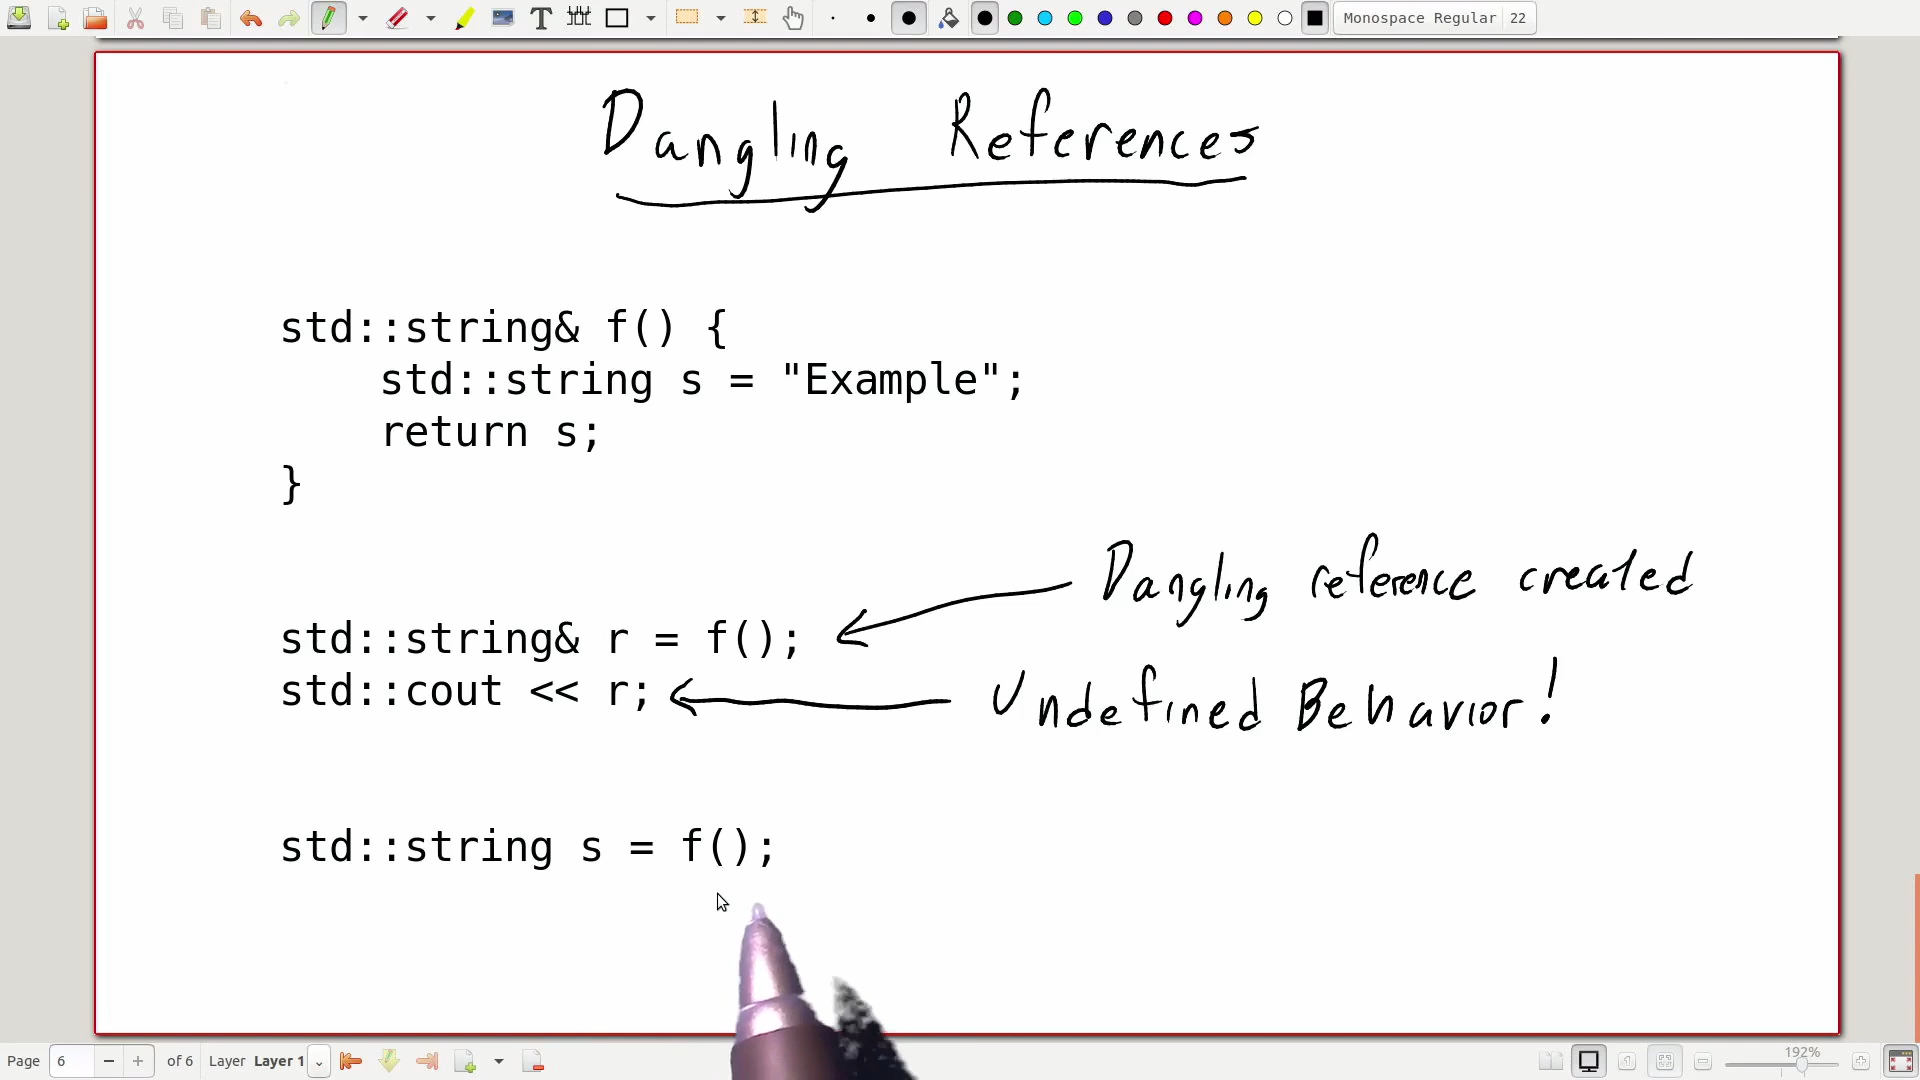 Monospace Regular 22
Dangling References
std::string& f() {
    std::string s = "Example";
    return s;
}
Dangling reference created
std::string& r = f();
std::cout << r;
Undefined Behavior!
std::string s = f();
Page 6 of 6 Layer Layer 1
192%